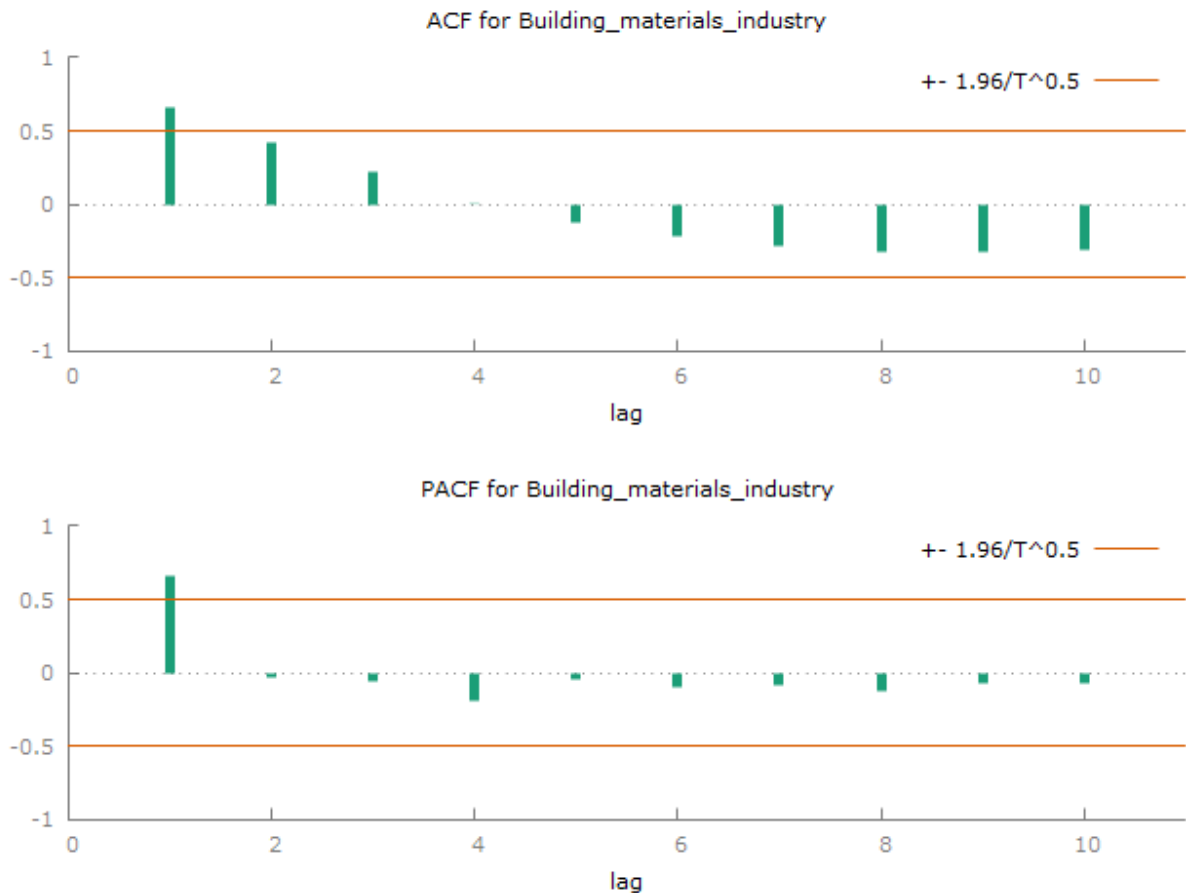 ACF for Building_materials_industry
1
+- 1.96/T^0.5
0.5
0
-0.5
-1
0 2 4 6 8 10
lag
PACF for Building_materials_industry
1
+- 1.96/T^0.5
0.5
0
-0.5
-1
0 2 4 6 8 10
lag